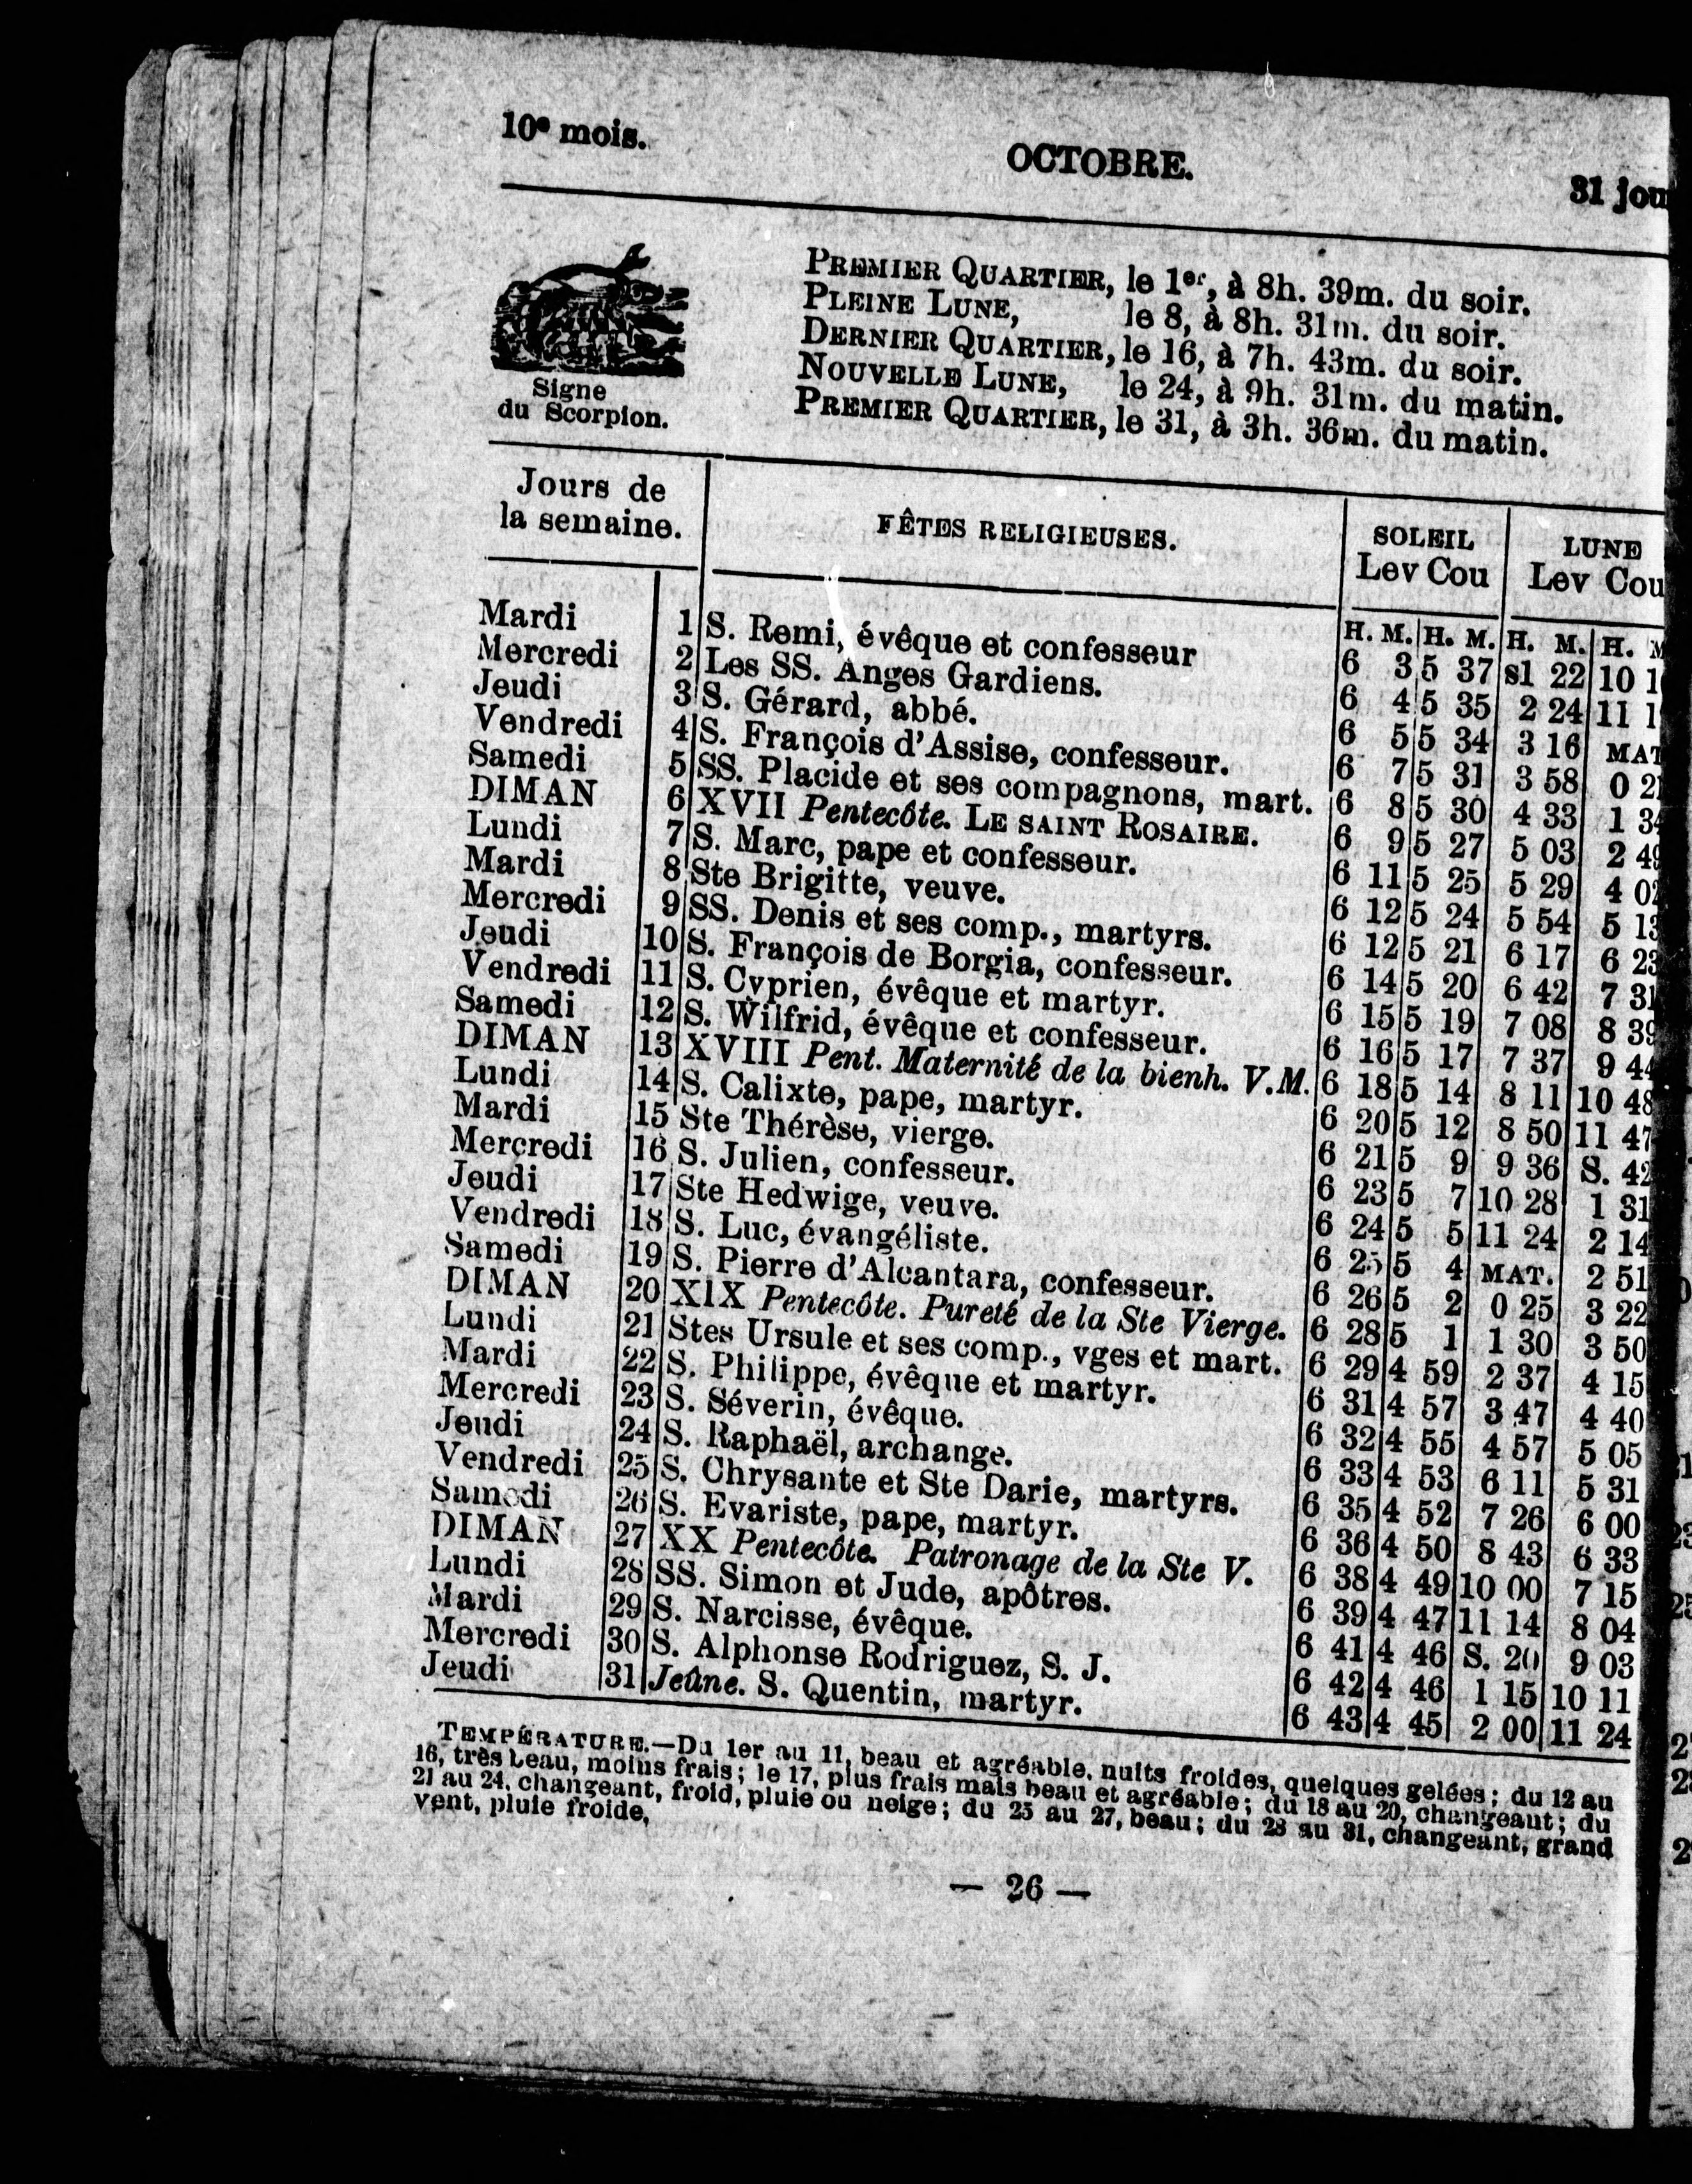 10e mois.
OCTOBRE.
31 jou
Signe
du Scorpion.
PREMIER QUARTIER, le 1er, à 8h. 39m. du soir.
PLEINE LUNE, le 8, à 8h. 31m. du soir.
DERNIER QUARTIER, le 16, à 7h. 43m. du soir.
NOUVELLE LUNE, le 24, à 9h. 31m. du matin.
PREMIER QUARTIER, le 31, à 3h. 36m. du matin.
Jours de
la semaine.
FÊTES RELIGIEUSES.
SOLEIL
Lev Cou
LUNE
Lev Cou
H. M. H. M. H. M. H. M
Mardi 1 S. Remi, évêque et confesseur 6 3 5 37 s1 22 10 1
Mercredi 2 Les SS. Anges Gardiens. 6 4 5 35 2 24 11 1
Jeudi 3 S. Gérard, abbé. 6 5 5 34 3 16 MAT
Vendredi 4 S. François d'Assise, confesseur. 6 7 5 31 3 58 0 21
Samedi 5 SS. Placide et ses compagnons, mart. 6 8 5 30 4 33 1 34
DIMAN 6 XVII Pentecôte. LE SAINT ROSAIRE. 6 9 5 27 5 03 2 49
Lundi 7 S. Marc, pape et confesseur. 6 11 5 25 5 29 4 02
Mardi 8 Ste Brigitte, veuve. 6 12 5 24 5 54 5 13
Mercredi 9 SS. Denis et ses comp., martyrs. 6 12 5 21 6 17 6 23
Jeudi 10 S. François de Borgia, confesseur. 6 14 5 20 6 42 7 31
Vendredi 11 S. Cyprien, évêque et martyr. 6 15 5 19 7 08 8 39
Samedi 12 S. Wilfrid, évêque et confesseur. 6 16 5 17 7 37 9 44
DIMAN 13 XVIII Pent. Maternité de la bienh. V.M. 6 18 5 14 8 11 10 48
Lundi 14 S. Calixte, pape, martyr. 6 20 5 12 8 50 11 47
Mardi 15 Ste Thérèse, vierge. 6 21 5 9 9 36 S. 42
Mercredi 16 S. Julien, confesseur. 6 23 5 7 10 28 1 31
Jeudi 17 Ste Hedwige, veuve. 6 24 5 5 11 24 2 14
Vendredi 18 S. Luc, évangéliste. 6 25 5 4 MAT. 2 51
Samedi 19 S. Pierre d'Alcantara, confesseur. 6 26 5 2 0 25 3 22
DIMAN 20 XIX Pentecôte. Pureté de la Ste Vierge. 6 28 5 1 1 30 3 50
Lundi 21 Stes Ursule et ses comp., vges et mart. 6 29 4 59 2 37 4 15
Mardi 22 S. Philippe, évêque et martyr. 6 31 4 57 3 47 4 40
Mercredi 23 S. Séverin, évêque. 6 32 4 55 4 57 5 05
Jeudi 24 S. Raphaël, archange. 6 33 4 53 6 11 5 31
Vendredi 25 S. Chrysante et Ste Darie, martyrs. 6 35 4 52 7 26 6 00
Samedi 26 S. Evariste, pape, martyr. 6 36 4 50 8 43 6 33
DIMAN 27 XX Pentecôte. Patronage de la Ste V. 6 38 4 49 10 00 7 15
Lundi 28 SS. Simon et Jude, apôtres. 6 39 4 47 11 14 8 04
Mardi 29 S. Narcisse, évêque. 6 41 4 46 S. 20 9 03
Mercredi 30 S. Alphonse Rodriguez, S. J. 6 42 4 46 1 15 10 11
Jeudi 31 Jeûne. S. Quentin, martyr. 6 43 4 45 2 00 11 24
TEMPÉRATURE.—Du 1er au 11, beau et agréable, nuits froides, quelques gelées; du 12 au
16, très beau, moins frais; le 17, plus frais mais beau et agréable; du 18 au 20, changeant; du
21 au 24, changeant, froid, pluie ou neige; du 25 au 27, beau; du 28 au 31, changeant, grand
vent, pluie froide,
— 26 —